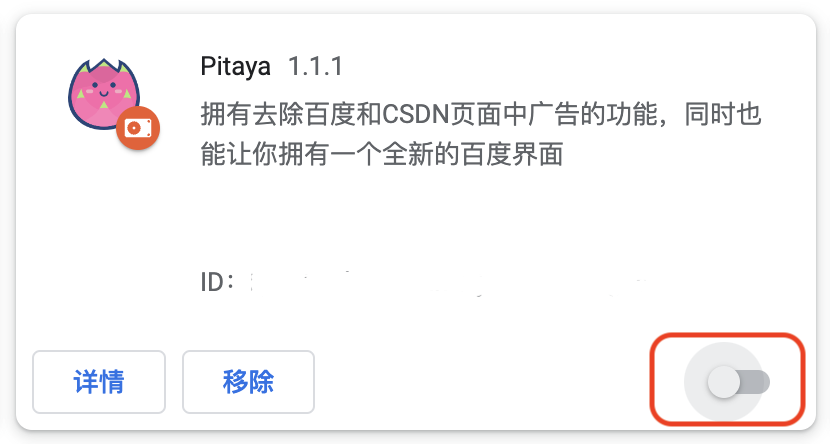 Pitaya 1.1.1
拥有去除百度和CSDN页面中广告的功能，同时也
能让你拥有一个全新的百度界面
ID：
详情 移除